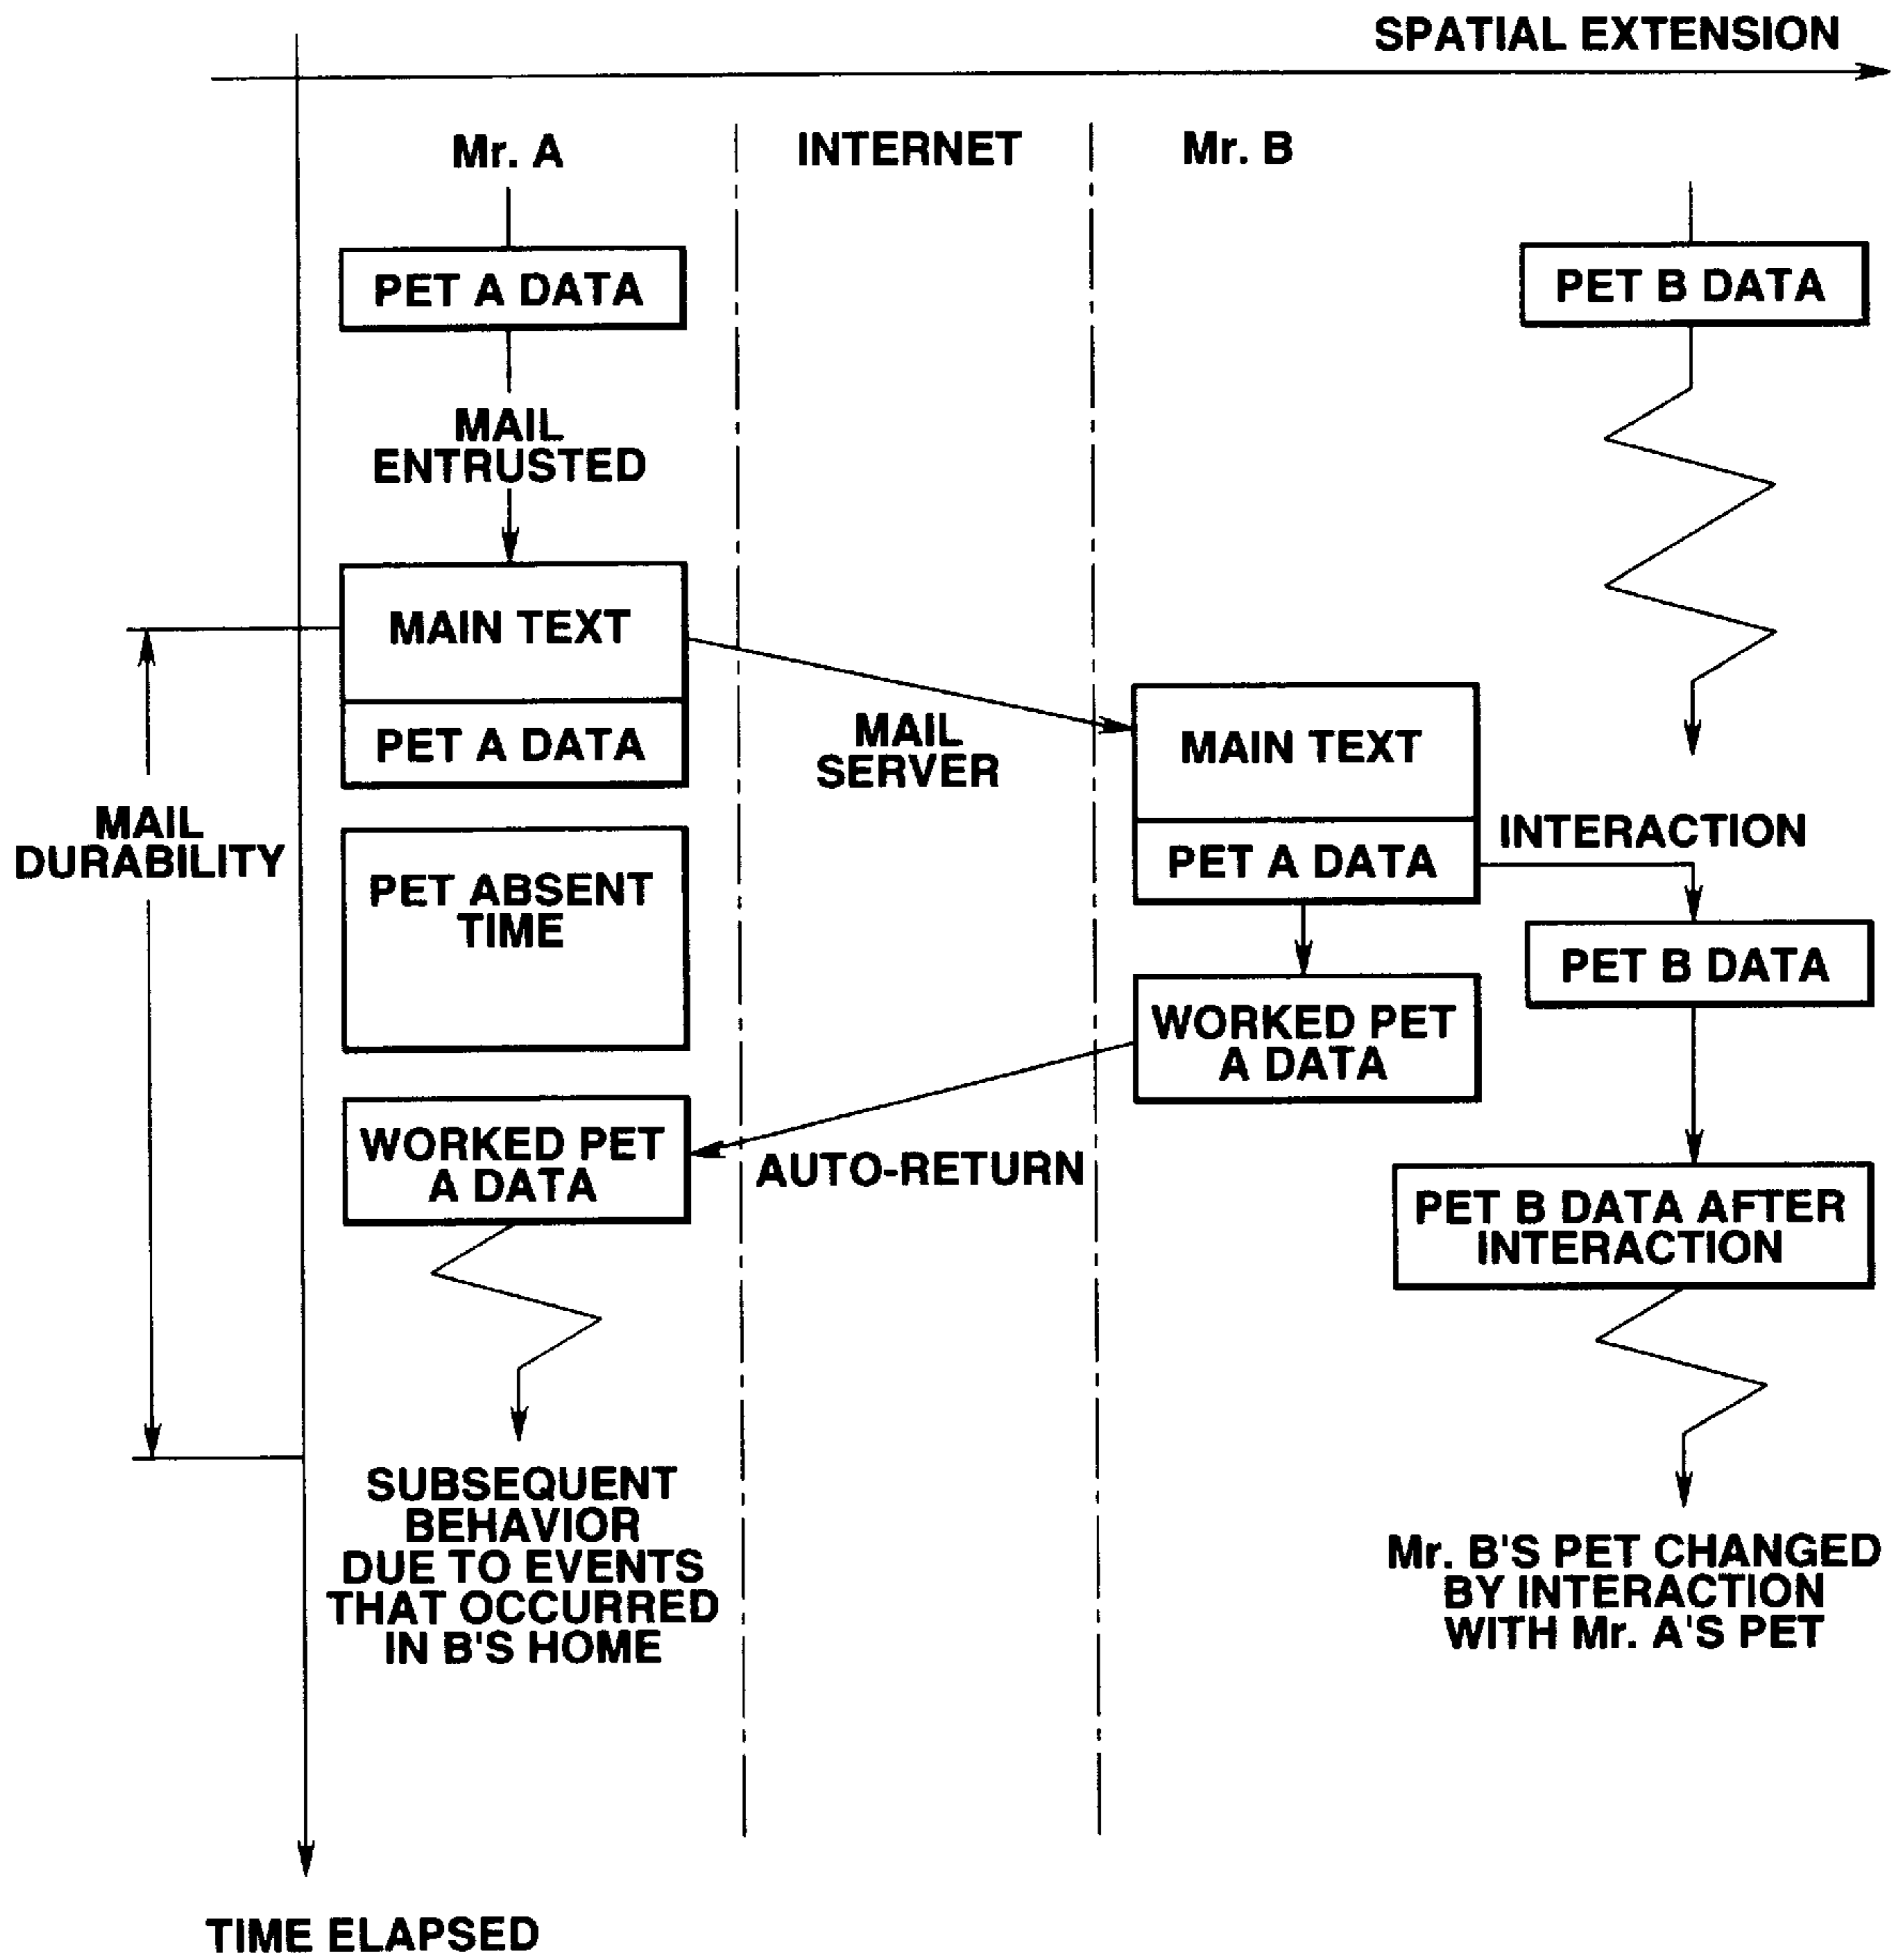 SPATIAL EXTENSION
Mr. A
INTERNET
Mr. B
PET A DATA
PET B DATA
MAIL
ENTRUSTED
MAIN TEXT
PET A DATA
MAIL
SERVER
MAIN TEXT
PET A DATA
INTERACTION
MAIL
DURABILITY
PET ABSENT
TIME
PET B DATA
WORKED PET
A DATA
WORKED PET
A DATA
AUTO-RETURN
PET B DATA AFTER
INTERACTION
SUBSEQUENT
BEHAVIOR
DUE TO EVENTS
THAT OCCURRED
IN B'S HOME
Mr. B'S PET CHANGED
BY INTERACTION
WITH Mr. A'S PET
TIME ELAPSED